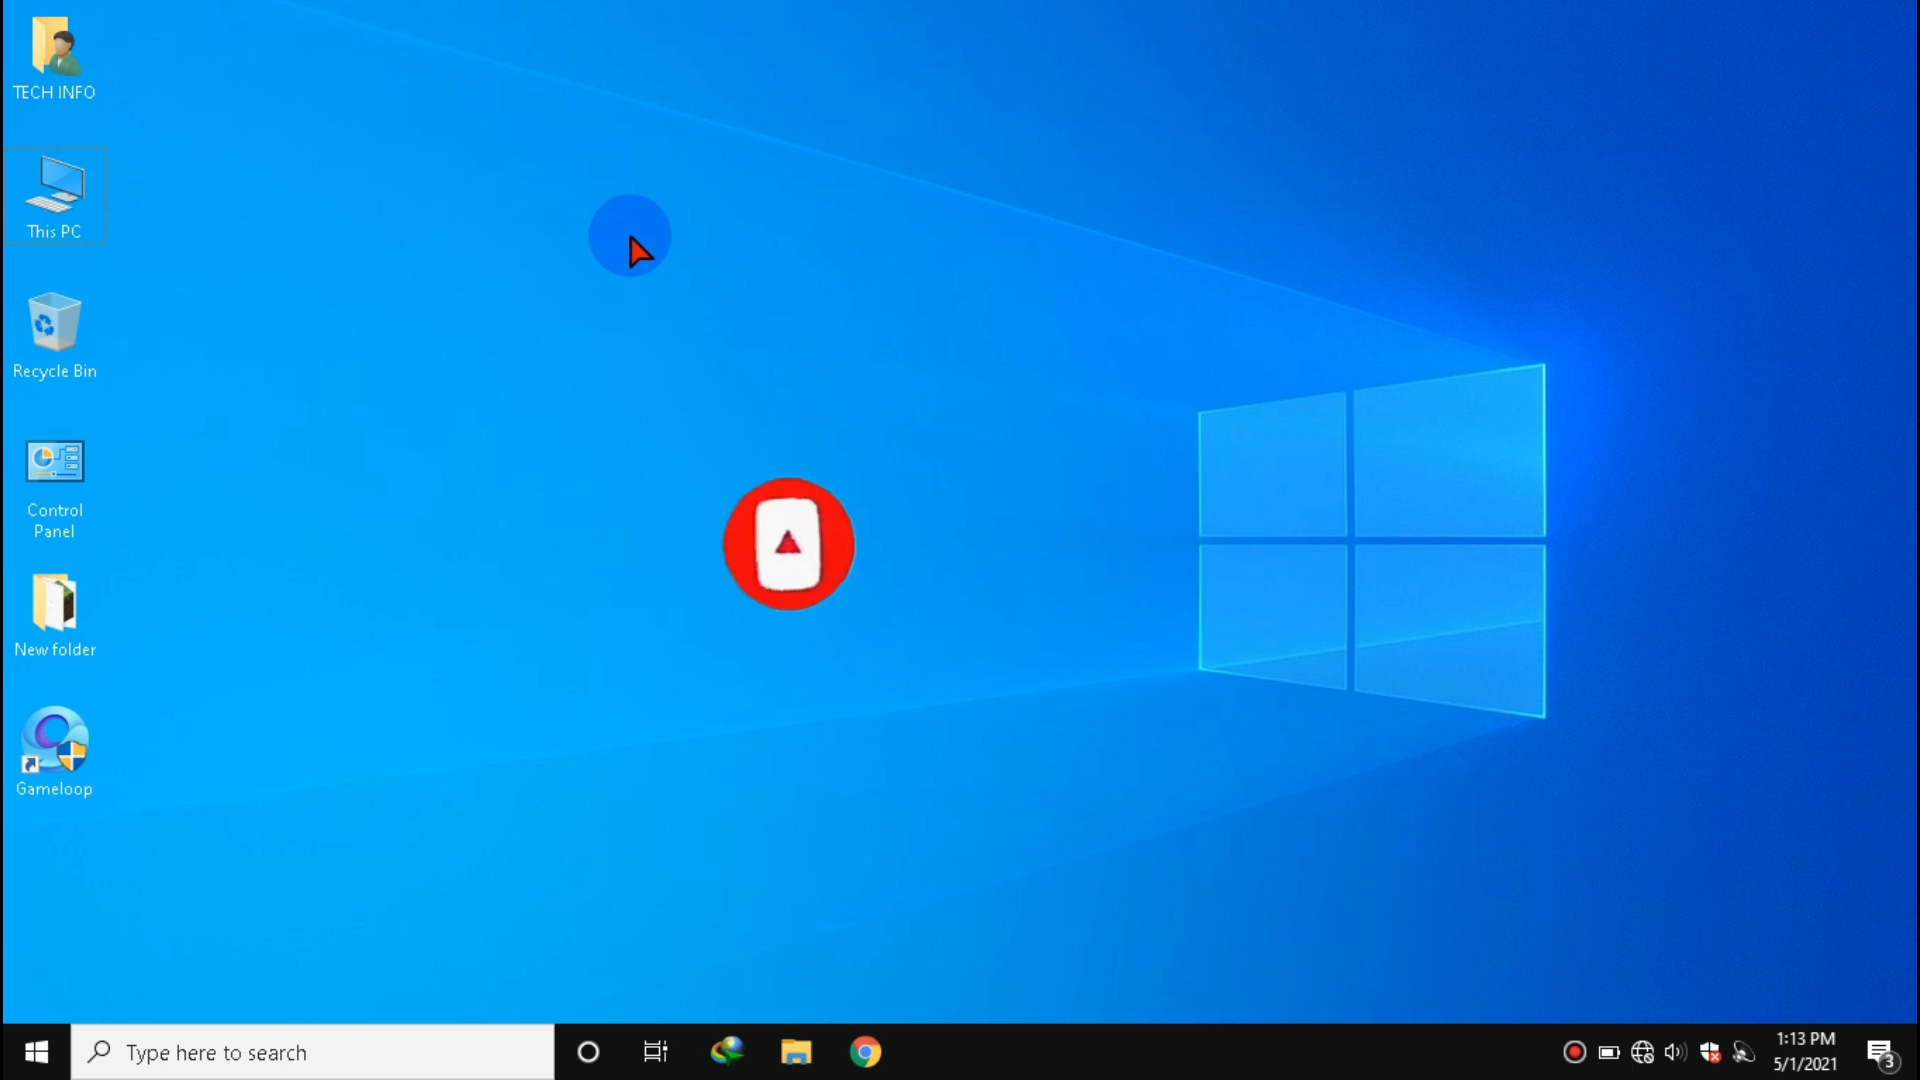 TECH INFO
This PC
Recycle Bin
Control
Panel
New folder
Gameloop
Type here to search
1:13 PM
5/1/2021
3